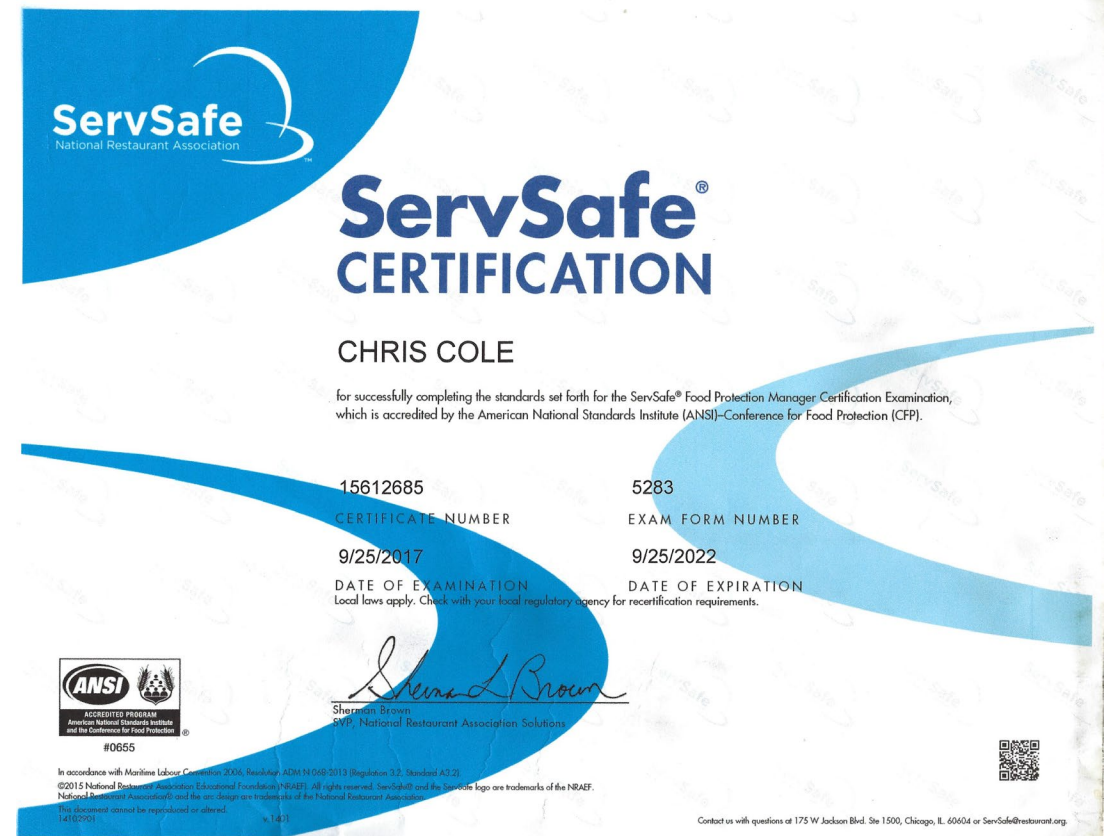 ServSafe
National Restaurant Association
™
ServSafe®
CERTIFICATION
CHRIS COLE
for successfully completing the standards set forth for the ServSafe® Food Protection Manager Certification Examination,
which is accredited by the American National Standards Institute (ANSI)–Conference for Food Protection (CFP).
15612685
5283
CERTIFICATE NUMBER
EXAM FORM NUMBER
9/25/2017
9/25/2022
DATE OF EXAMINATION
DATE OF EXPIRATION
Local laws apply. Check with your local regulatory agency for recertification requirements.
Sherman L Brown
Sherman Brown
SVP, National Restaurant Association Solutions
ANSI
ACCREDITED PROGRAM
American National Standards Institute
and the Conference for Food Protection
®
#0655
In accordance with Maritime Labour Convention 2006, Resolution ADM N 068-2013 (Regulation 3.2, Standard A3.2).
©2015 National Restaurant Association Educational Foundation (NRAEF). All rights reserved. ServSafe® and the ServSafe logo are trademarks of the NRAEF.
National Restaurant Association® and the arc design are trademarks of the National Restaurant Association.
This document cannot be reproduced or altered.
14102901
v.1401
Contact us with questions at 175 W Jackson Blvd. Ste 1500, Chicago, IL. 60604 or ServSafe@restaurant.org.